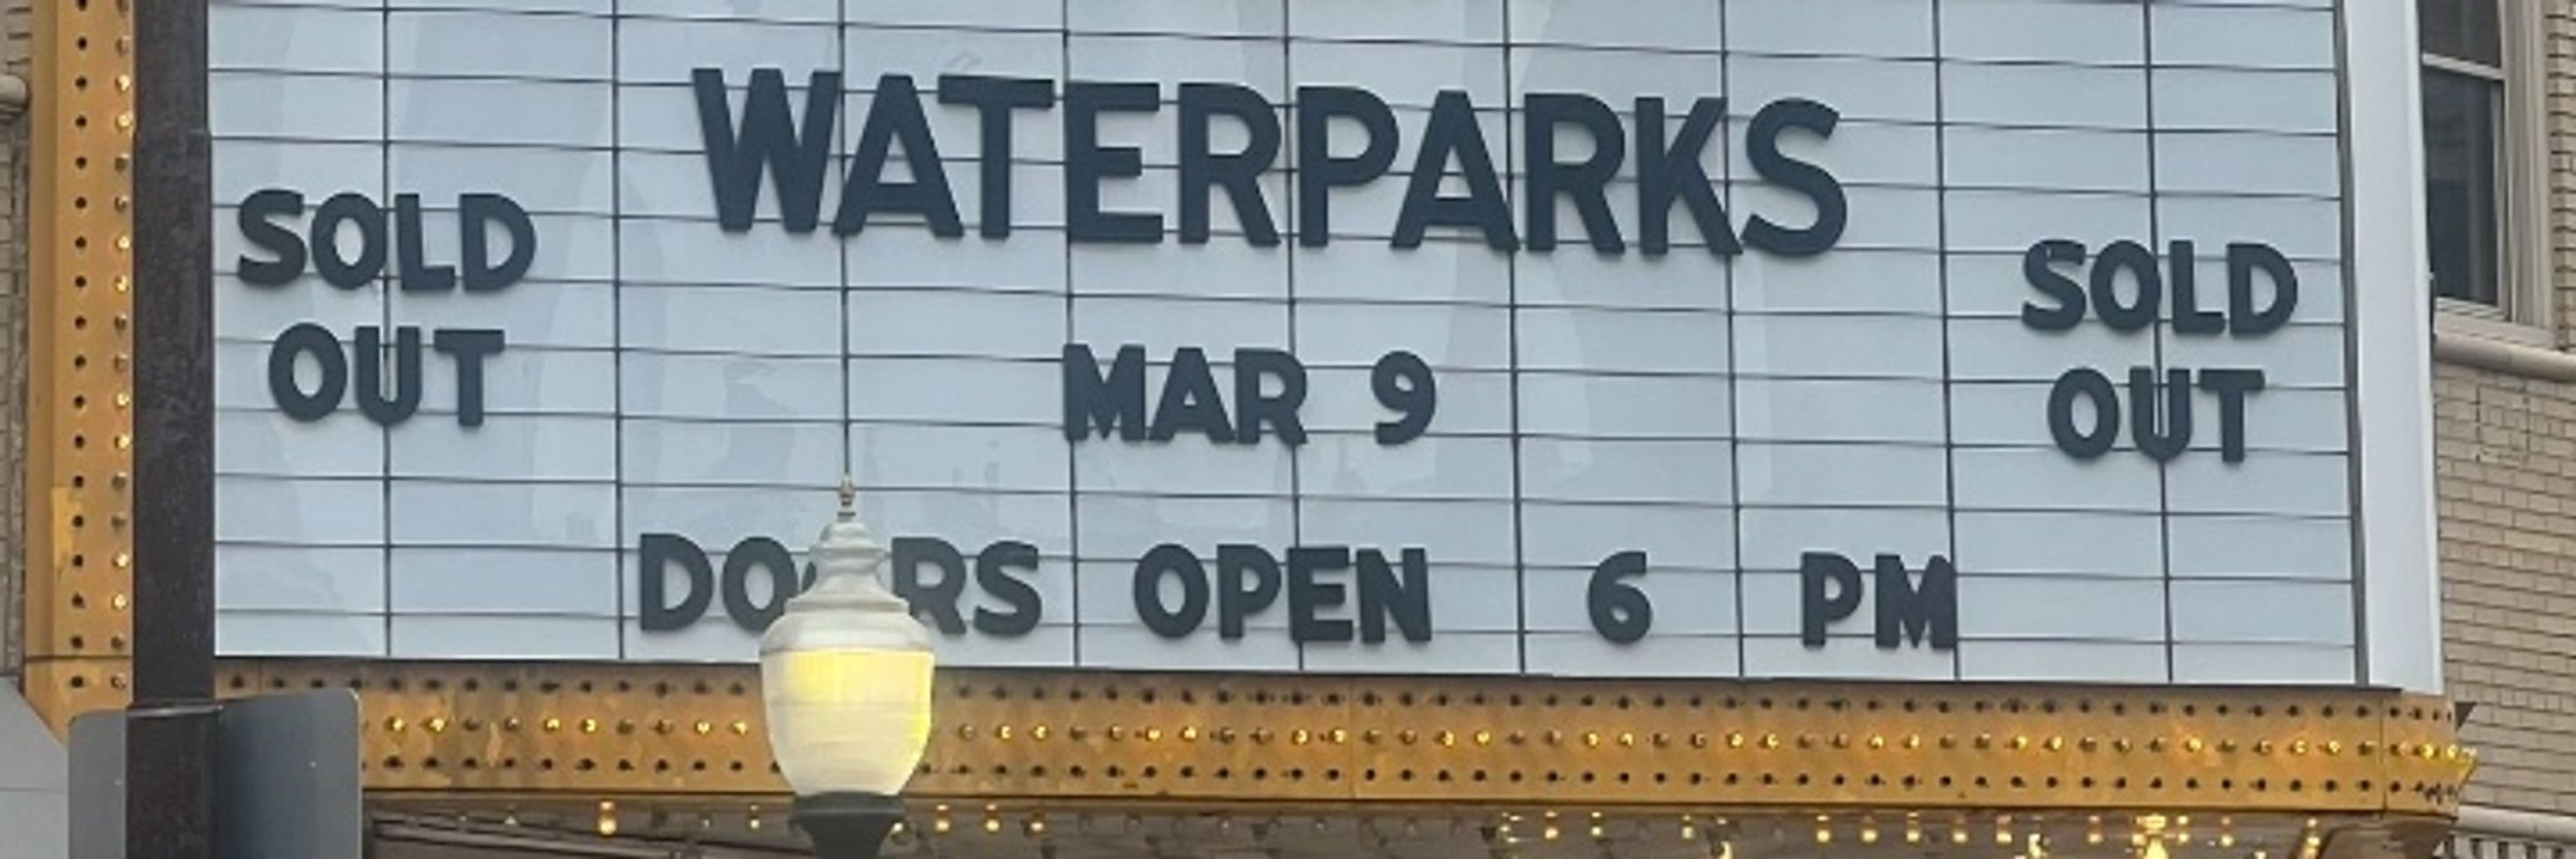 WATERPARKS
SOLD
OUT
SOLD
OUT
MAR 9
DOORS OPEN 6 PM